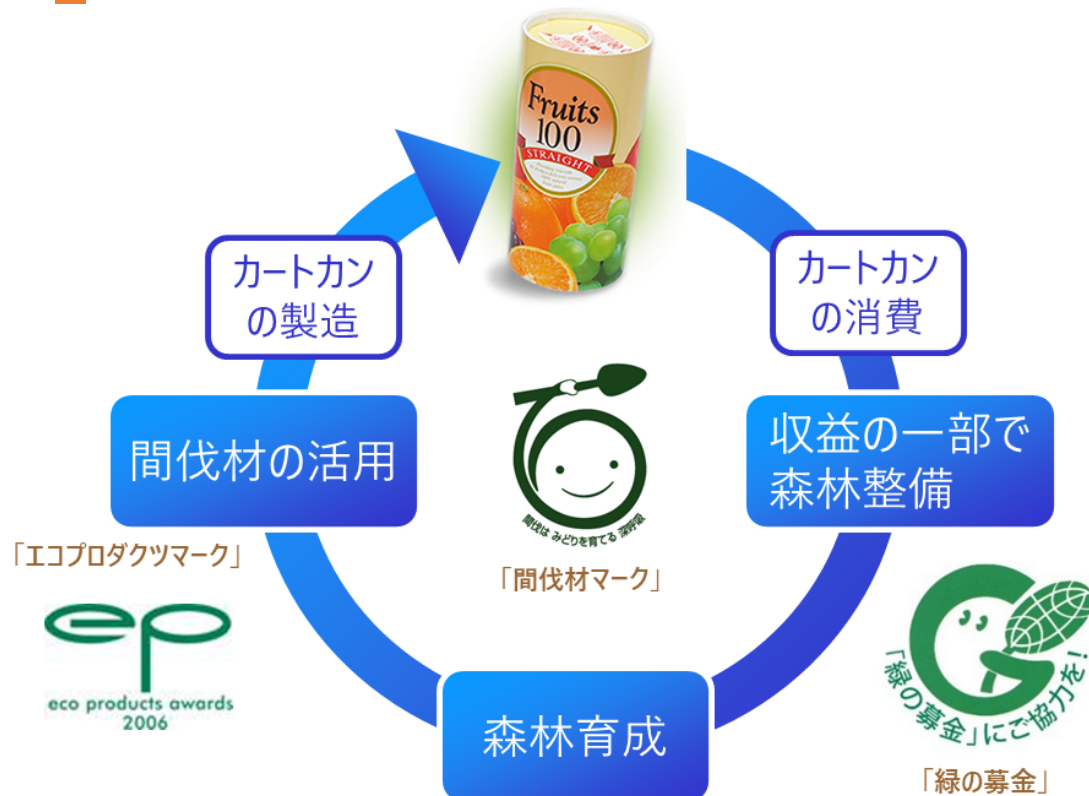 Fruits
100
STRAIGHT
カートカン
の製造
カートカン
の消費
間伐材の活用
収益の一部で
森林整備
間伐は みどりを育てる 深呼吸
「間伐材マーク」
「エコプロダクツマーク」
ep
eco products awards
2006
森林育成
「緑の募金」にご協力を!
「緑の募金」